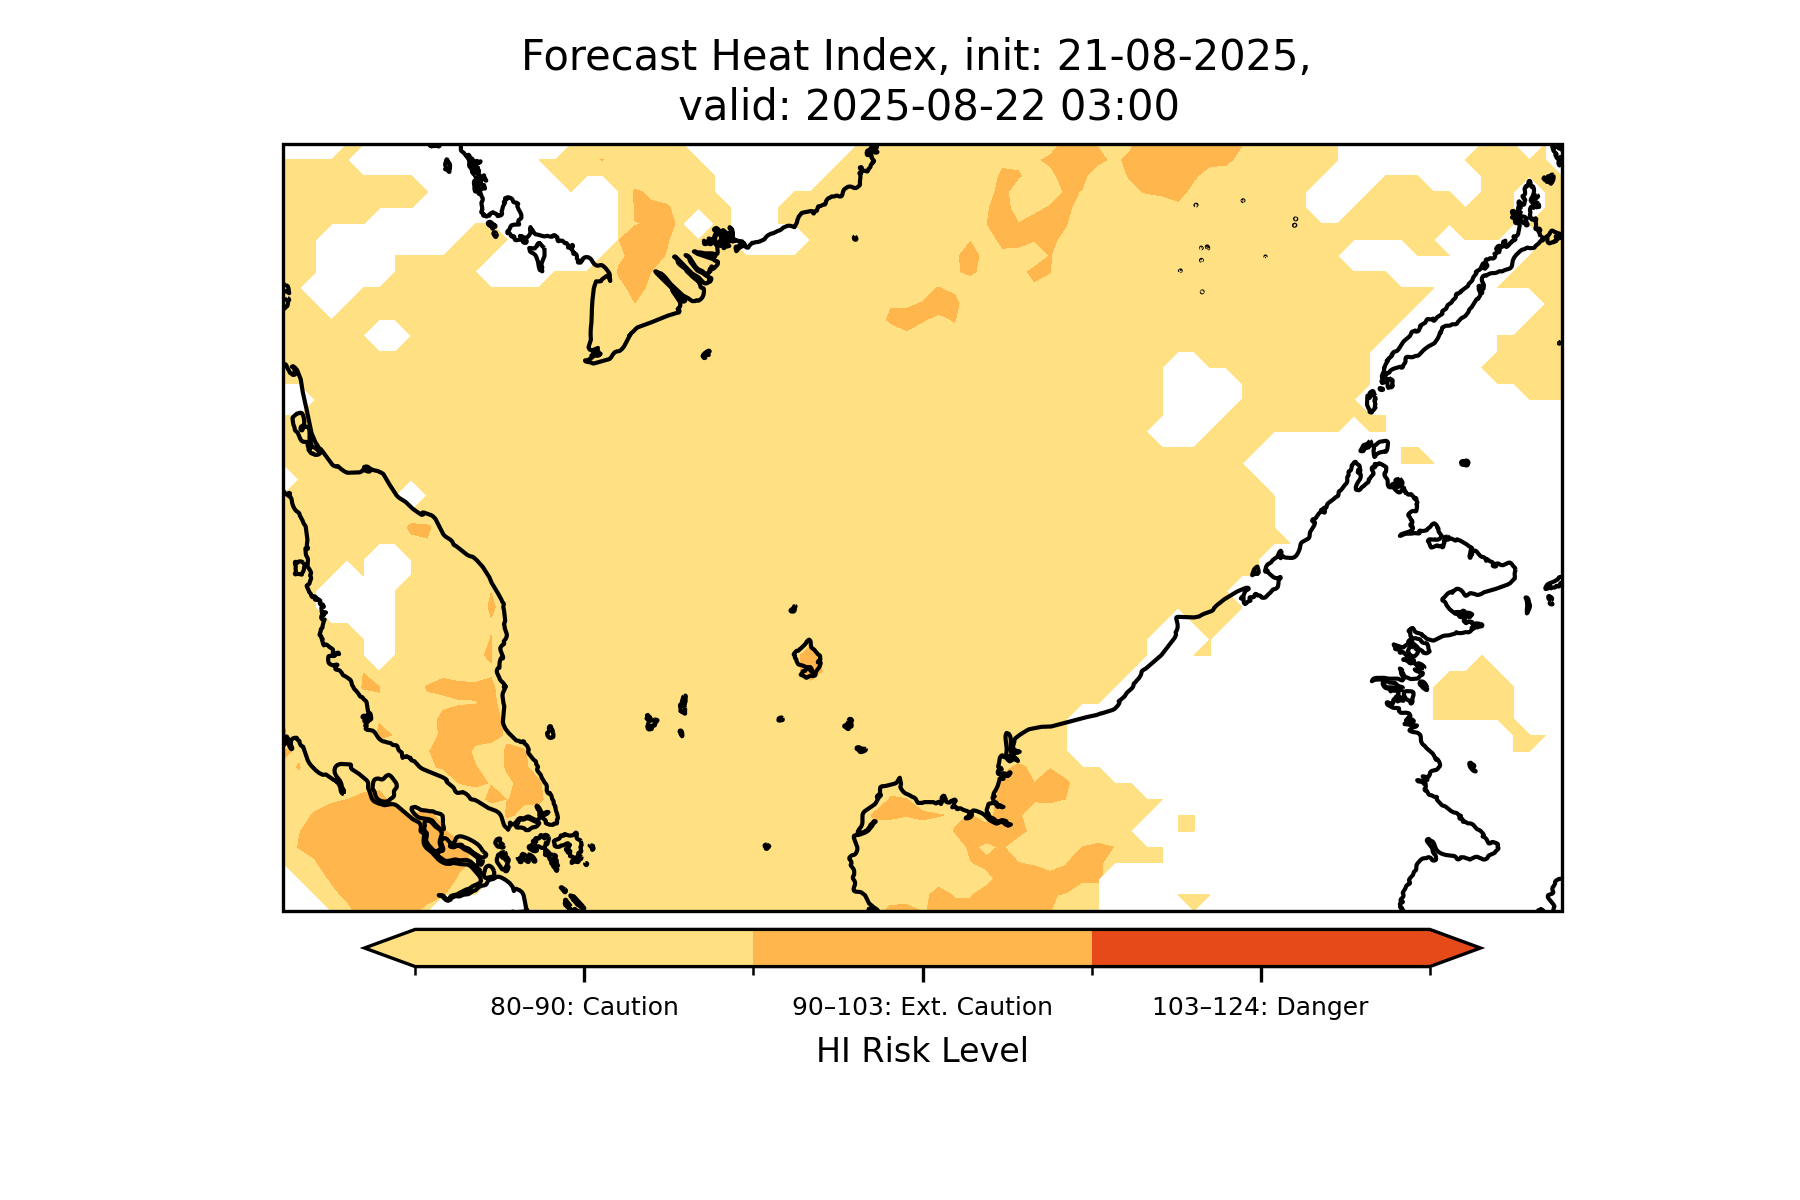 Forecast Heat Index, init: 21-08-2025,
valid: 2025-08-22 03:00
80–90: Caution
90–103: Ext. Caution
103–124: Danger
HI Risk Level